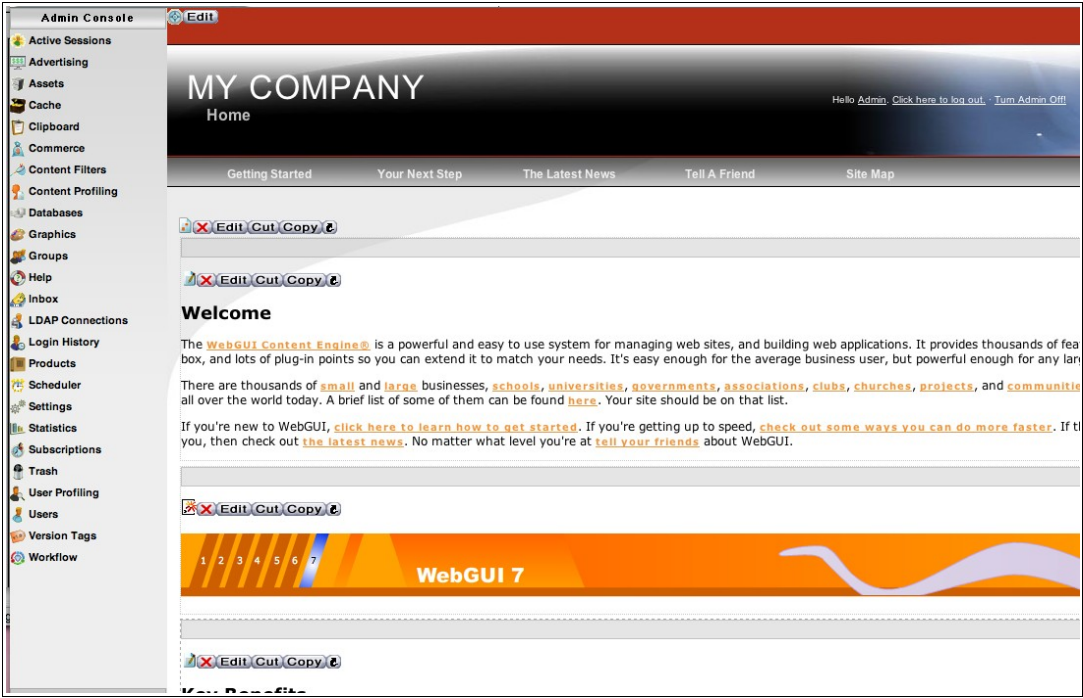 Admin Console
Active Sessions
Advertising
Assets
Cache
Clipboard
Commerce
Content Filters
Content Profiling
Databases
Graphics
Groups
Help
Inbox
LDAP Connections
Login History
Products
Scheduler
Settings
Statistics
Subscriptions
Trash
User Profiling
Users
Version Tags
Workflow
Edit
MY COMPANY
Home
Hello Admin. Click here to log out. · Turn Admin Off!
Getting Started Your Next Step The Latest News Tell A Friend Site Map
Edit Cut Copy
Edit Cut Copy
Welcome
The WebGUI Content Engine® is a powerful and easy to use system for managing web sites, and building web applications. It provides thousands of
box, and lots of plug-in points so you can extend it to match your needs. It's easy enough for the average business user, but powerful enough for any
There are thousands of small and large businesses, schools, universities, governments, associations, clubs, churches, projects, and
all over the world today. A brief list of some of them can be found here. Your site should be on that list.
If you're new to WebGUI, click here to learn how to get started. If you're getting up to speed, check out some ways you can do more faster. If
you, then check out the latest news. No matter what level you're at tell your friends about WebGUI.
Edit Cut Copy
1 2 3 4 5 6 7
WebGUI 7
Edit Cut Copy
Key Benefits